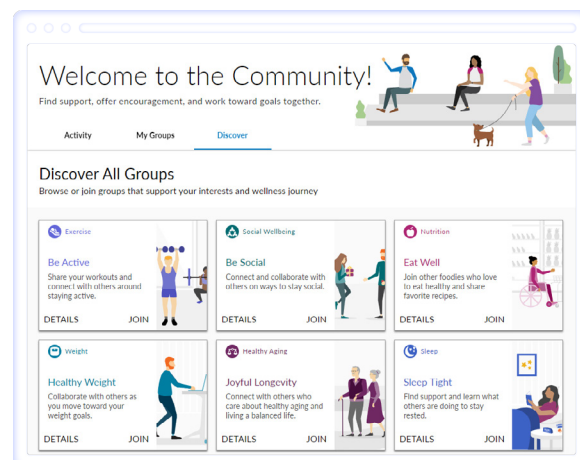 Welcome to the Community!
Find support, offer encouragement, and work toward goals together.
Activity My Groups Discover
Discover All Groups
Browse or join groups that support your interests and wellness journey
Exercise
Be Active
Share your workouts and
connect with others around
staying active.
DETAILS JOIN
Social Wellbeing
Be Social
Connect and collaborate with
others on ways to stay social.
DETAILS JOIN
Nutrition
Eat Well
Join other foodies who love
to eat healthy and share
favorite recipes.
DETAILS JOIN
Weight
Healthy Weight
Collaborate with others as
you move toward your
weight goals.
DETAILS JOIN
Healthy Aging
Joyful Longevity
Connect with others who
care about healthy aging and
living a balanced life.
DETAILS JOIN
Sleep
Sleep Tight
Find support and learn what
others are doing to stay
rested.
DETAILS JOIN